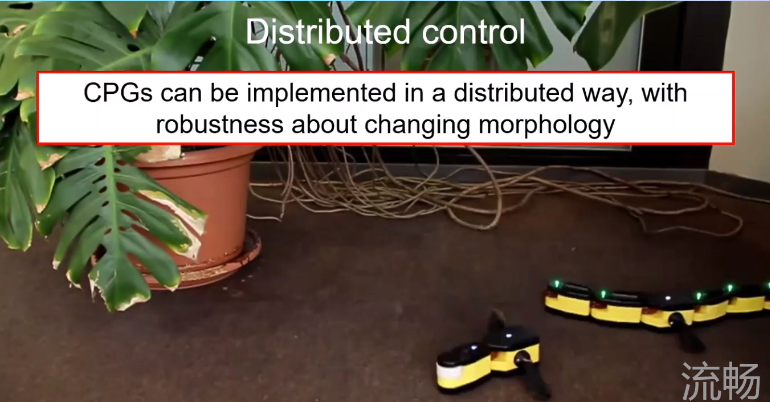 Distributed control
CPGs can be implemented in a distributed way, with
robustness about changing morphology
流畅